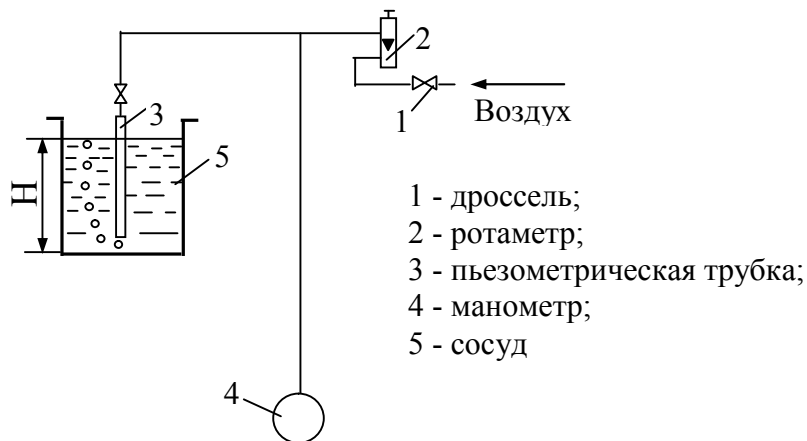 2
3
1
Воздух
H
5
1 - дроссель;
2 - ротаметр;
3 - пьезометрическая трубка;
4 - манометр;
5 - сосуд
4